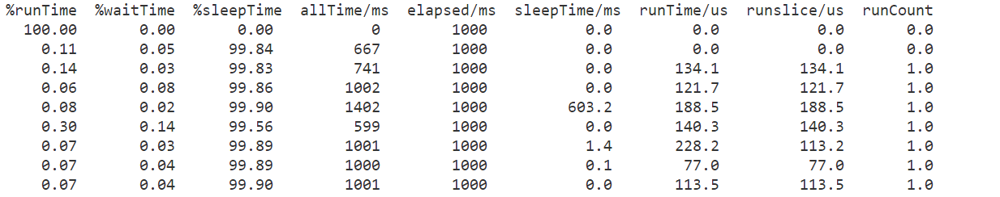 %runTime %waitTime %sleepTime allTime/ms elapsed/ms sleepTime/ms runTime/us runslice/us runCount
100.00 0.00 0.00 0 1000 0.0 0.0 0.0 0.0
0.11 0.05 99.84 667 1000 0.0 0.0 0.0 0.0
0.14 0.03 99.83 741 1000 0.0 134.1 134.1 1.0
0.06 0.08 99.86 1002 1000 0.0 121.7 121.7 1.0
0.08 0.02 99.90 1402 1000 603.2 188.5 188.5 1.0
0.30 0.14 99.56 599 1000 0.0 140.3 140.3 1.0
0.07 0.03 99.89 1001 1000 1.4 228.2 113.2 1.0
0.07 0.04 99.89 1000 1000 0.1 77.0 77.0 1.0
0.07 0.04 99.90 1001 1000 0.0 113.5 113.5 1.0